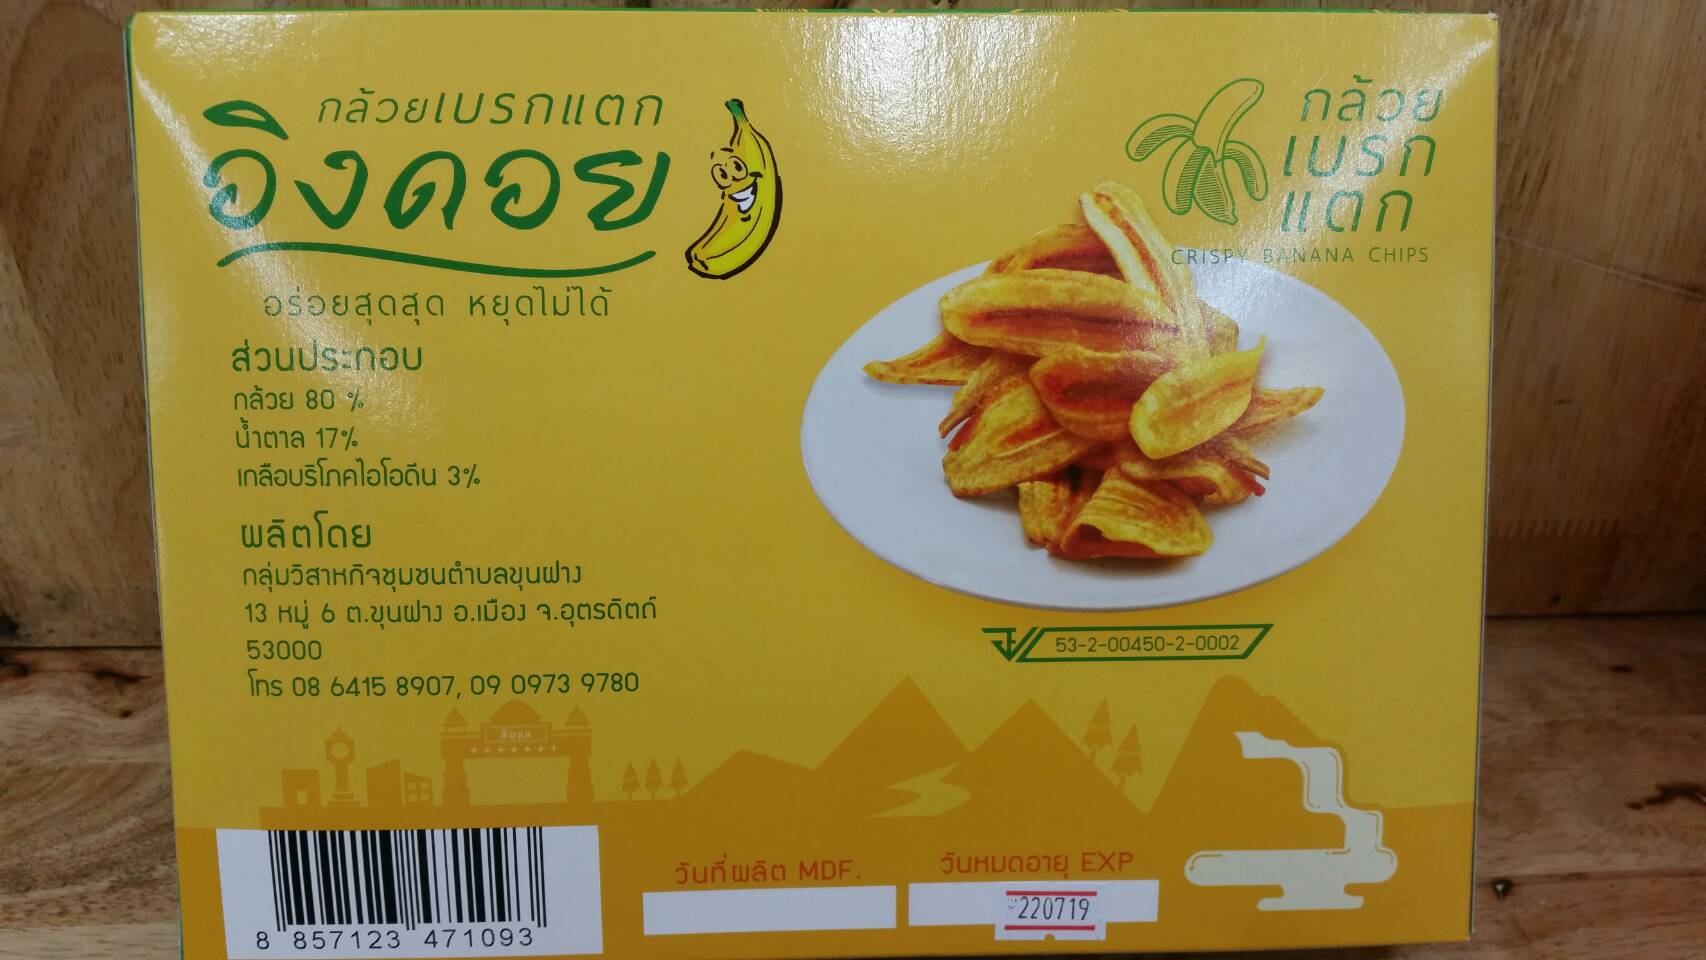 กล้วยเบรกแตก
อิงดอย
อร่อยสุดสุด หยุดไม่ได้
ส่วนประกอบ
กล้วย 80 %
น้ำตาล 17%
เกลือบริโภคไอโอดีน 3%
ผลิตโดย
กลุ่มวิสาหกิจชุมชนตำบลขุนฝาง
13 หมู่ 6 ต.ขุนฝาง อ.เมือง จ.อุตรดิตถ์
53000
โทร 08 6415 8907, 09 0973 9780
กล้วย
เบรก
แตก
CRISPY BANANA CHIPS
53-2-00450-2-0002
ลับแล
8 857123 471093
วันที่ผลิต MDF.
วันหมดอายุ EXP
220719